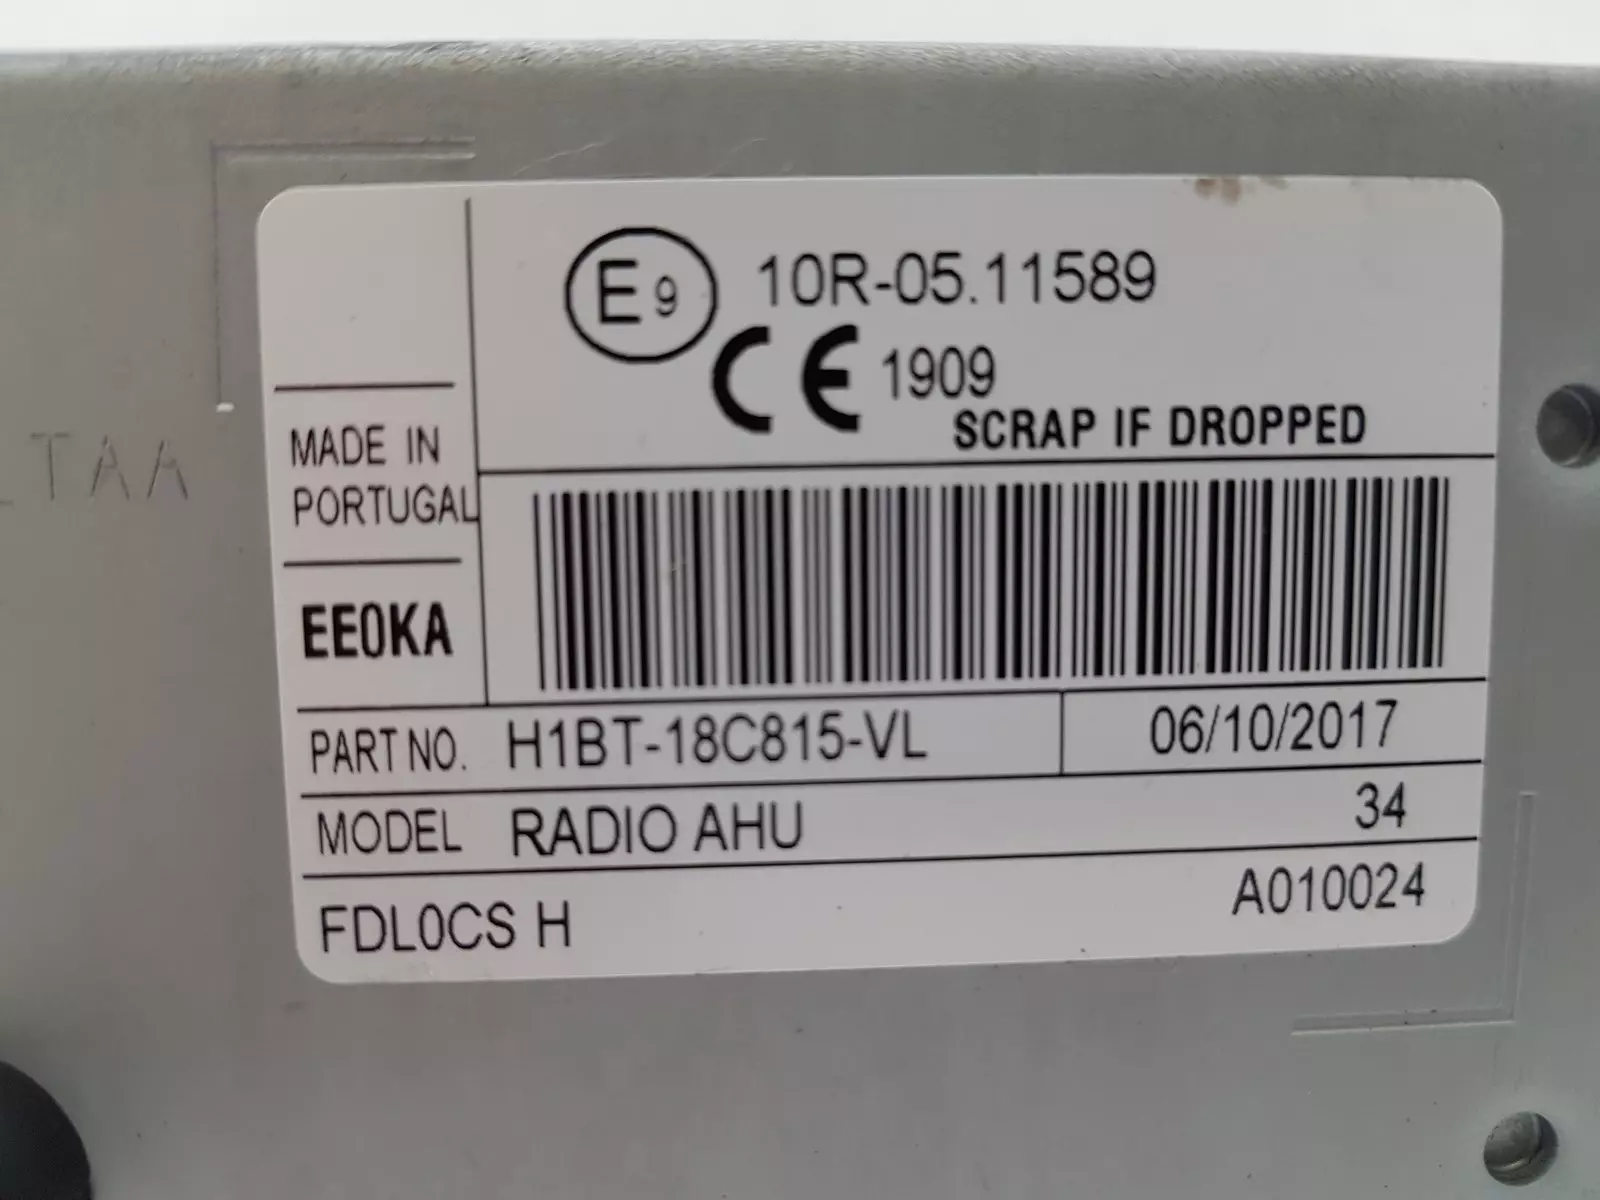 E9 10R-05.11589
CE 1909
SCRAP IF DROPPED
MADE IN
PORTUGAL
EE0KA
PART NO. H1BT-18C815-VL 06/10/2017
MODEL RADIO AHU 34
FDL0CS H A010024
TAA